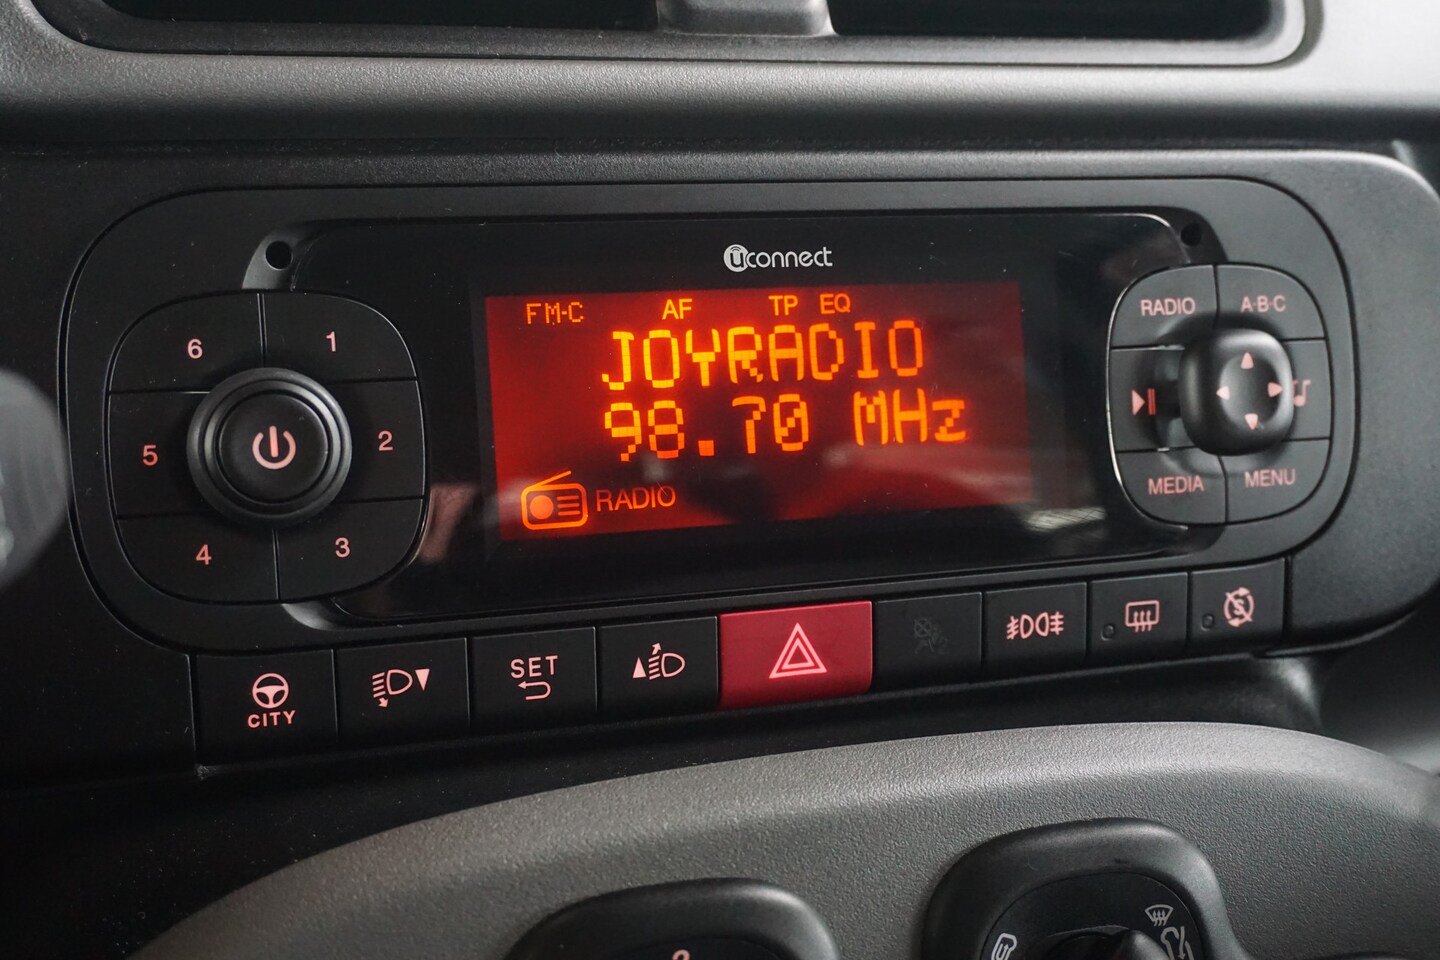 uconnect
FM-C AF TP EQ
JOYRADIO
98.70 MHz
RADIO
6 1
5 2
4 3
RADIO A·B·C
MEDIA MENU
CITY
SET